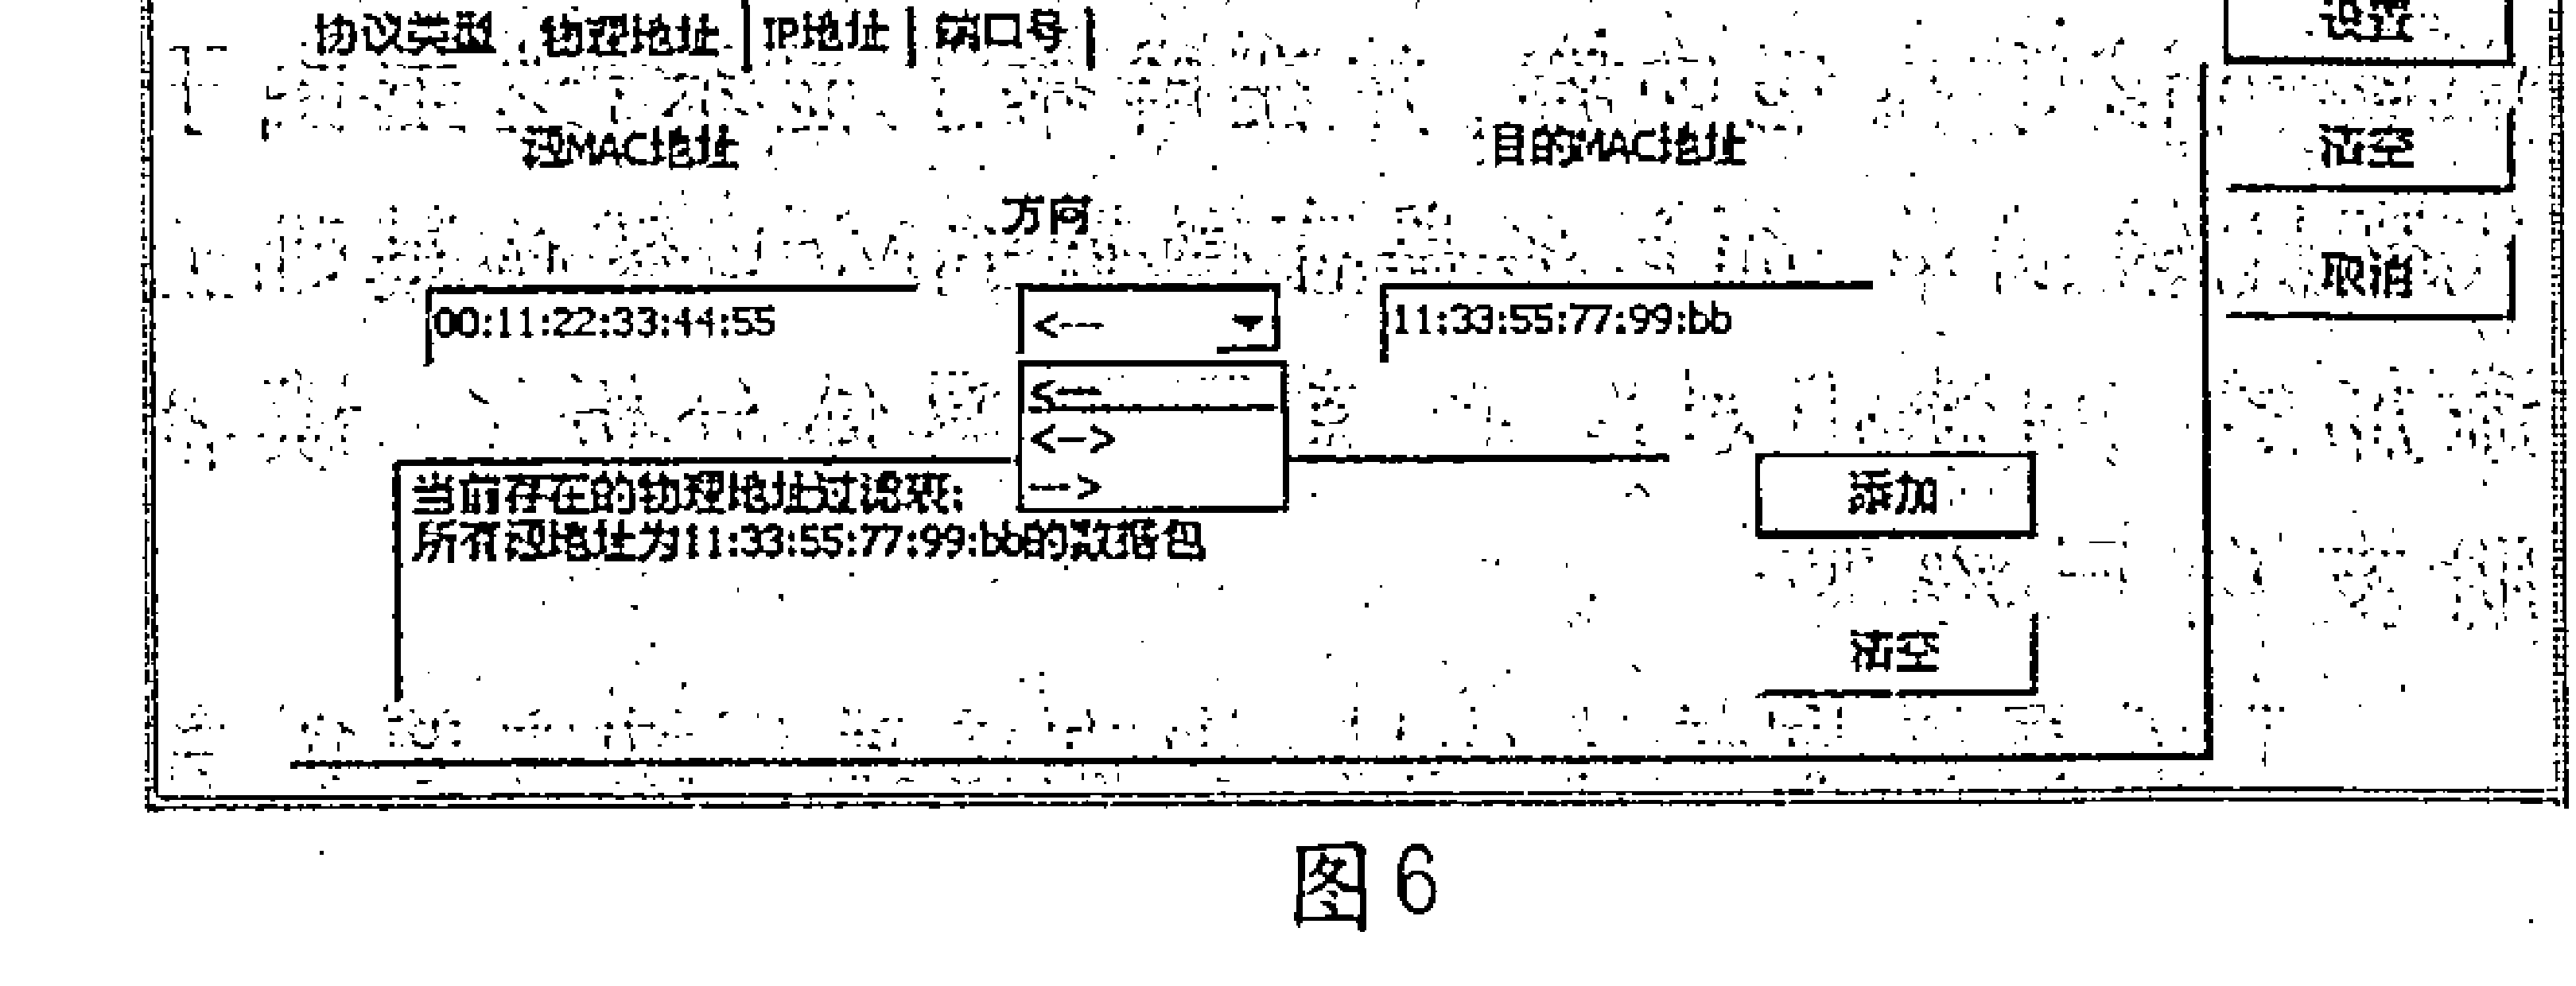 协议类型 物理地址 IP地址 端口号
设置
源MAC地址
目的MAC地址
清空
方向
取消
00:11:22:33:44:55
<---
11:33:55:77:99:bb
<---
<-->
--->
当前存在的物理地址过滤规则:
所有源地址为11:33:55:77:99:bb的数据包
添加
清空
图 6